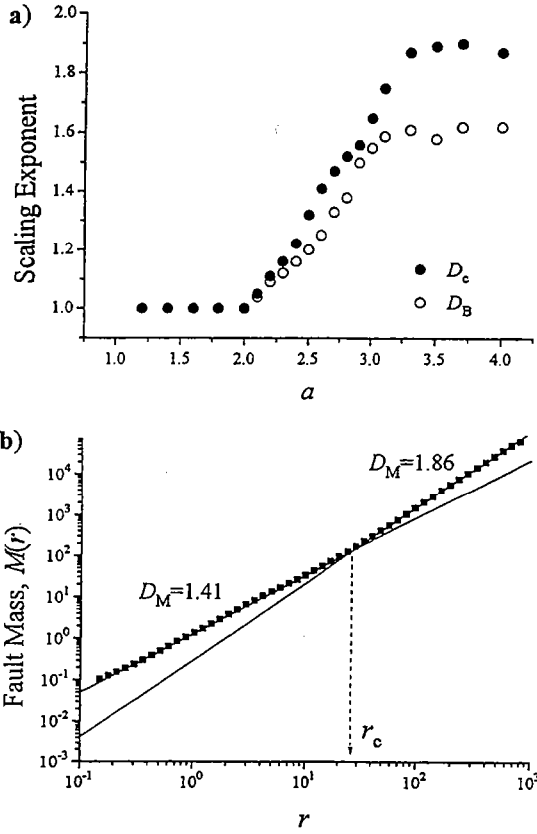 a)
2.0
1.8
1.6
1.4
1.2
1.0
Scaling Exponent
D_c
D_B
1.0 1.5 2.0 2.5 3.0 3.5 4.0
a
b)
10^4
10^3
10^2
10^1
10^0
10^-1
10^-2
10^-3
Fault Mass, M(r)
D_M=1.86
D_M=1.41
r_c
10^-1 10^0 10^1 10^2 10^3
r